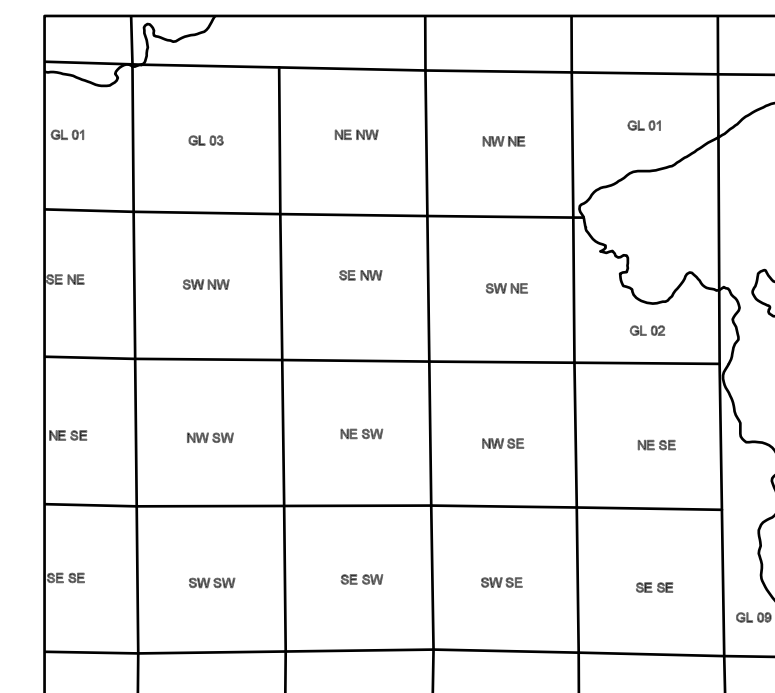 GL 01
GL 03
NE NW
NW NE
GL 01
SE NE
SW NW
SE NW
SW NE
GL 02
NE SE
NW SW
NE SW
NW SE
NE SE
SE SE
SW SW
SE SW
SW SE
SE SE
GL 09